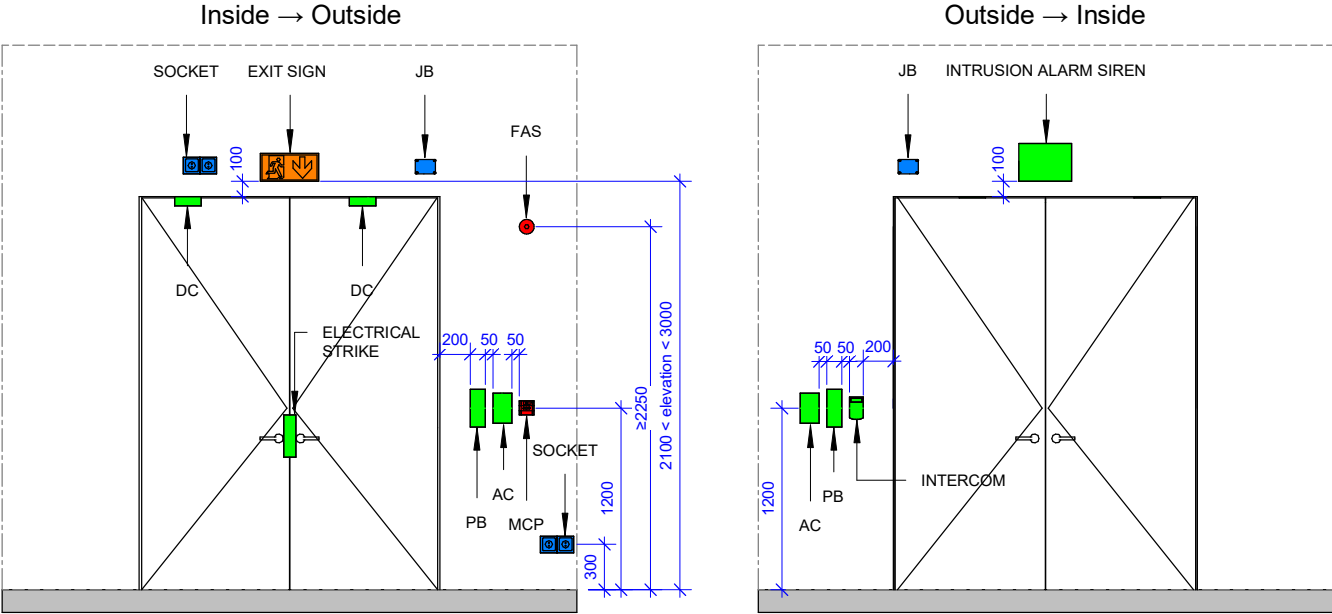 Inside → Outside
SOCKET
EXIT SIGN
JB
FAS
100
DC
DC
ELECTRICAL
STRIKE
200
50
50
≥2250
2100 < elevation < 3000
SOCKET
AC
PB
MCP
1200
300
Outside → Inside
JB
INTRUSION ALARM SIREN
100
50
50
200
INTERCOM
PB
AC
1200